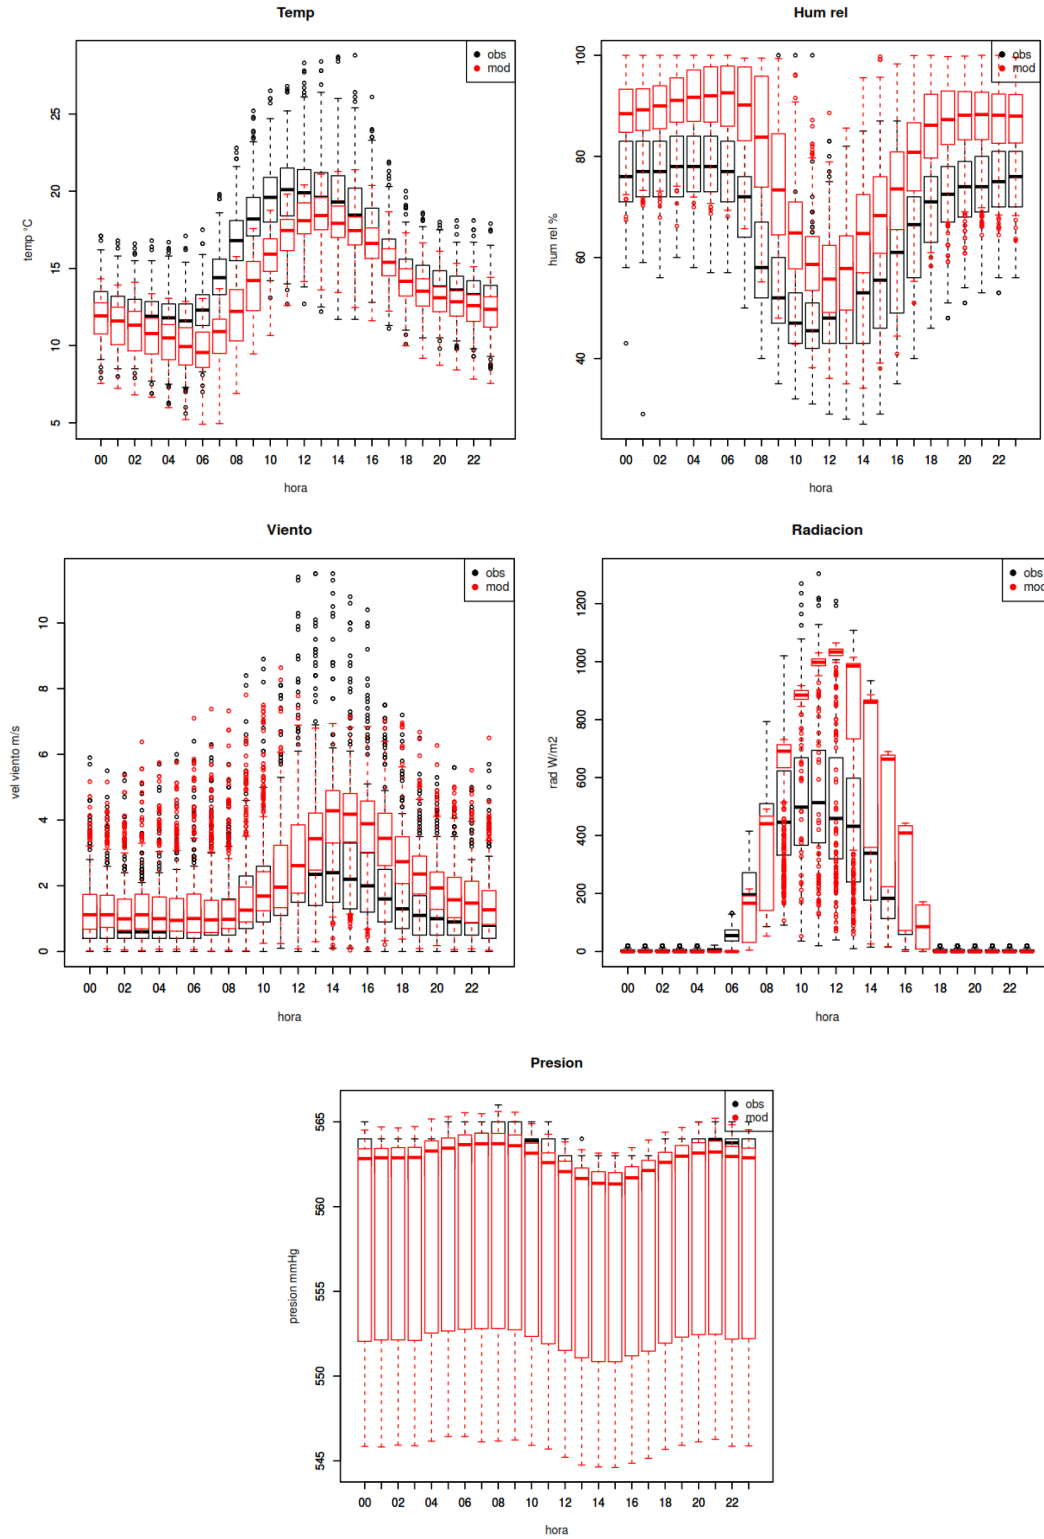 Temp
obs
mod
temp °C
5
10
15
20
25
00 02 04 06 08 10 12 14 16 18 20 22
hora
Hum rel
obs
mod
hum rel %
40
60
80
100
00 02 04 06 08 10 12 14 16 18 20 22
hora
Viento
obs
mod
vel viento m/s
0
2
4
6
8
10
00 02 04 06 08 10 12 14 16 18 20 22
hora
Radiacion
obs
mod
rad W/m2
0
200
400
600
800
1000
1200
00 02 04 06 08 10 12 14 16 18 20 22
hora
Presion
obs
mod
presion mmHg
545
550
555
560
565
00 02 04 06 08 10 12 14 16 18 20 22
hora